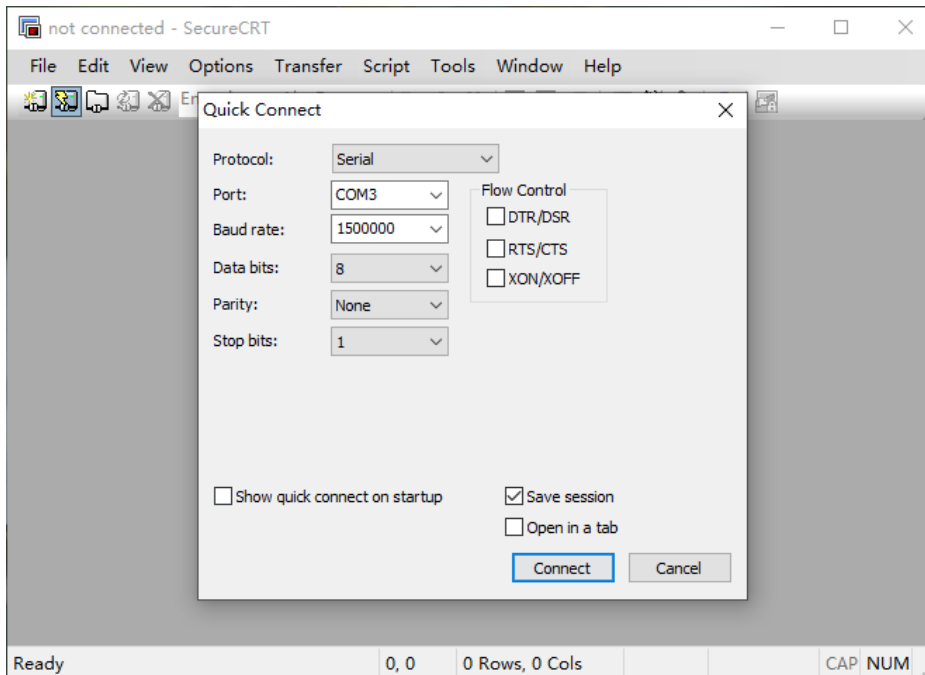 not connected - SecureCRT
File Edit View Options Transfer Script Tools Window Help
Quick Connect
Protocol: Serial
Port: COM3
Flow Control
Baud rate: 1500000
DTR/DSR
RTS/CTS
Data bits: 8
XON/XOFF
Parity: None
Stop bits: 1
Show quick connect on startup
Save session
Open in a tab
Connect Cancel
Ready 0, 0 0 Rows, 0 Cols CAP NUM